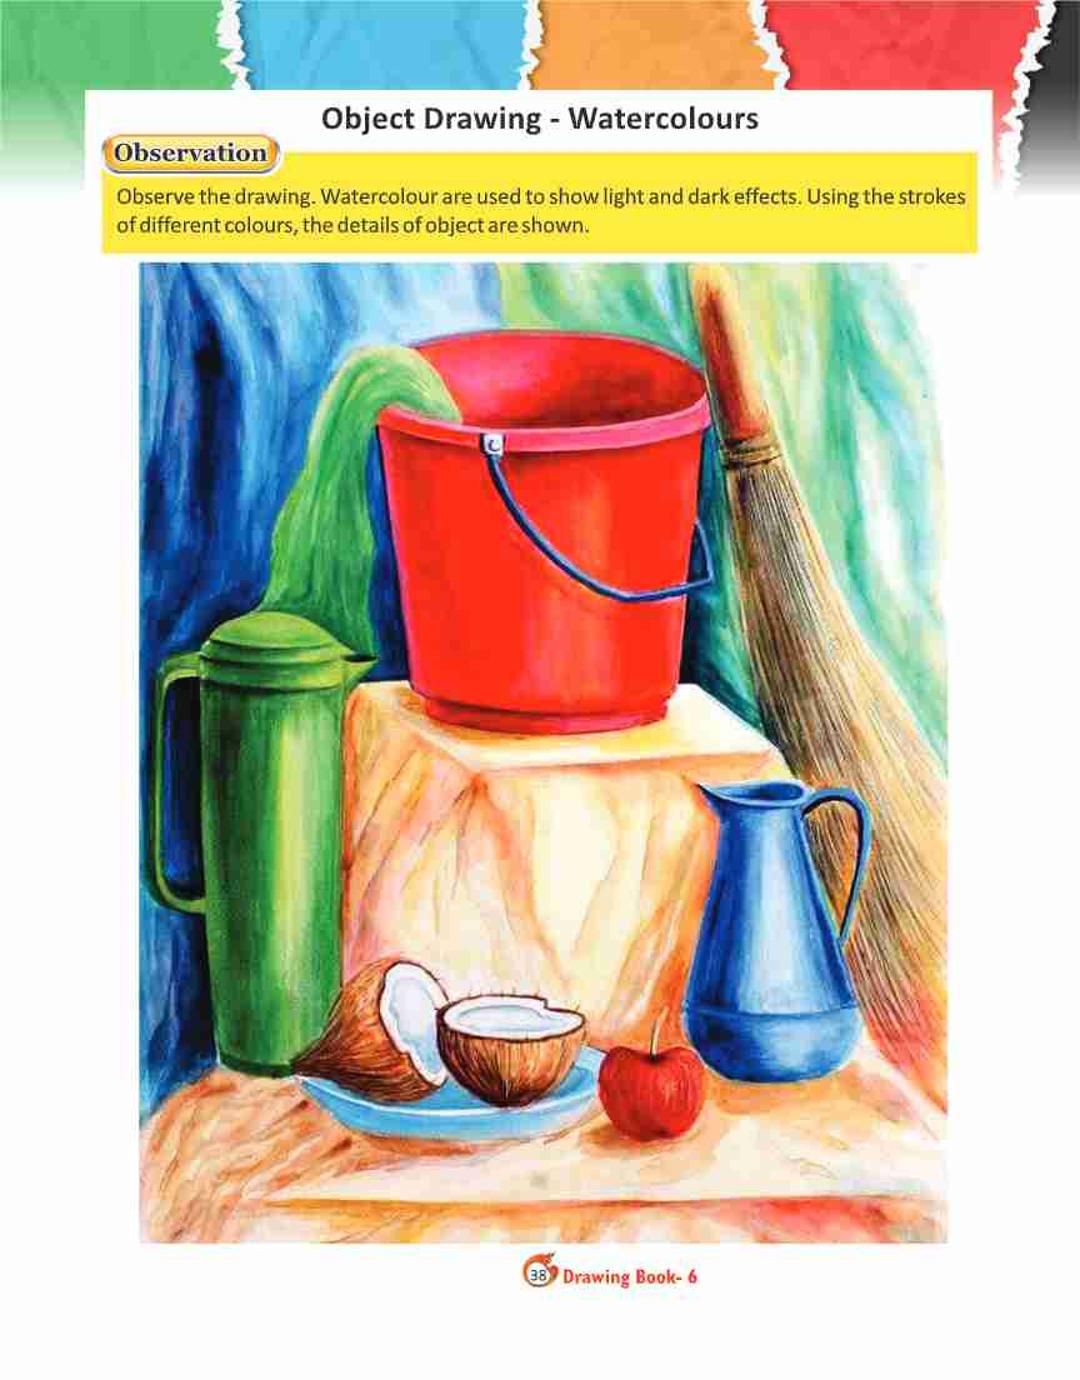 Object Drawing - Watercolours
Observation
Observe the drawing. Watercolour are used to show light and dark effects. Using the strokes
of different colours, the details of object are shown.
38 Drawing Book- 6